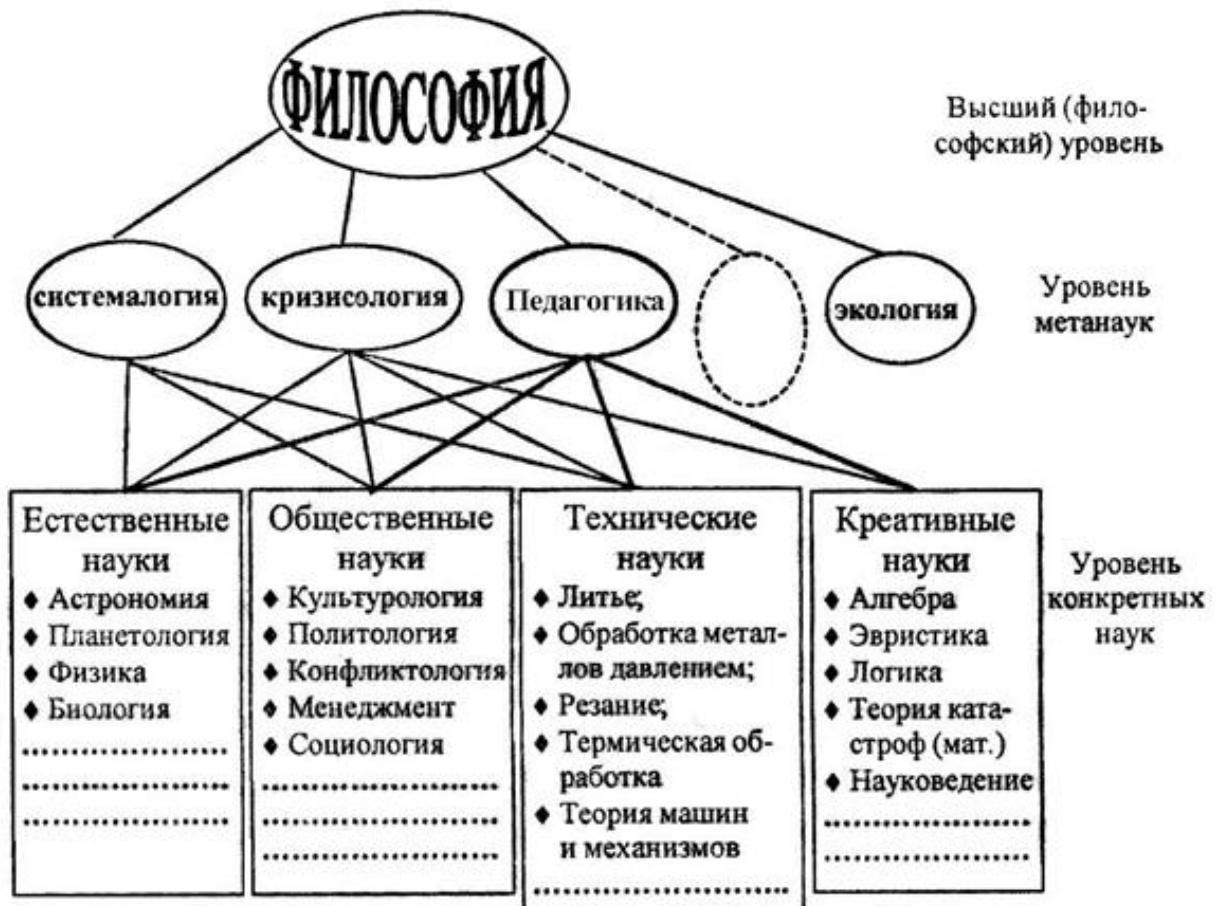 ФИЛОСОФИЯ
Высший (фило-
софский) уровень
системалогия
кризисология
Педагогика
экология
Уровень
метанаук
Естественные
науки
♦ Астрономия
♦ Планетология
♦ Физика
♦ Биология
Общественные
науки
♦ Культурология
♦ Политология
♦ Конфликтология
♦ Менеджмент
♦ Социология
Технические
науки
♦ Литье;
♦ Обработка метал-
лов давлением;
♦ Резание;
♦ Термическая об-
работка
♦ Теория машин
и механизмов
Креативные
науки
♦ Алгебра
♦ Эвристика
♦ Логика
♦ Теория ката-
строф (мат.)
♦ Науковедение
Уровень
конкретных
наук